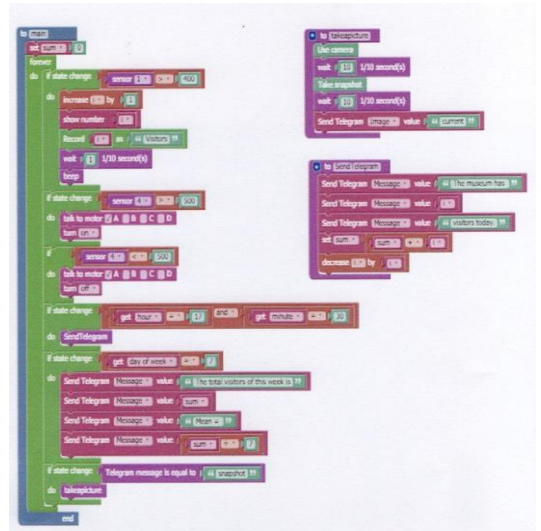 to main
set sum 0
forever
do if state change sensor 1 > 400
do increase i by 1
show number i
Record i as "Visitors"
wait 1 1/10 second(s)
beep
if state change sensor 4 > 500
do talk to motor A B C D
turn on
if sensor 4 < 500
do talk to motor A B C D
turn off
if state change get hour = 17 and get minute = 30
do SendTelegram
if state change get day of week = 7
do Send Telegram Message value "The total visitors of this week is"
Send Telegram Message value sum
Send Telegram Message value "Mean ="
Send Telegram Message value sum ÷ 7
if state change Telegram message is equal to "snapshot"
do takeapicture
end
to takeapicture
Use camera
wait 10 1/10 second(s)
Take snapshot
wait 10 1/10 second(s)
Send Telegram Image value "current"
to SendTelegram
Send Telegram Message value "The museum has"
Send Telegram Message value i
Send Telegram Message value "visitors today."
set sum sum + i
decrease i by i